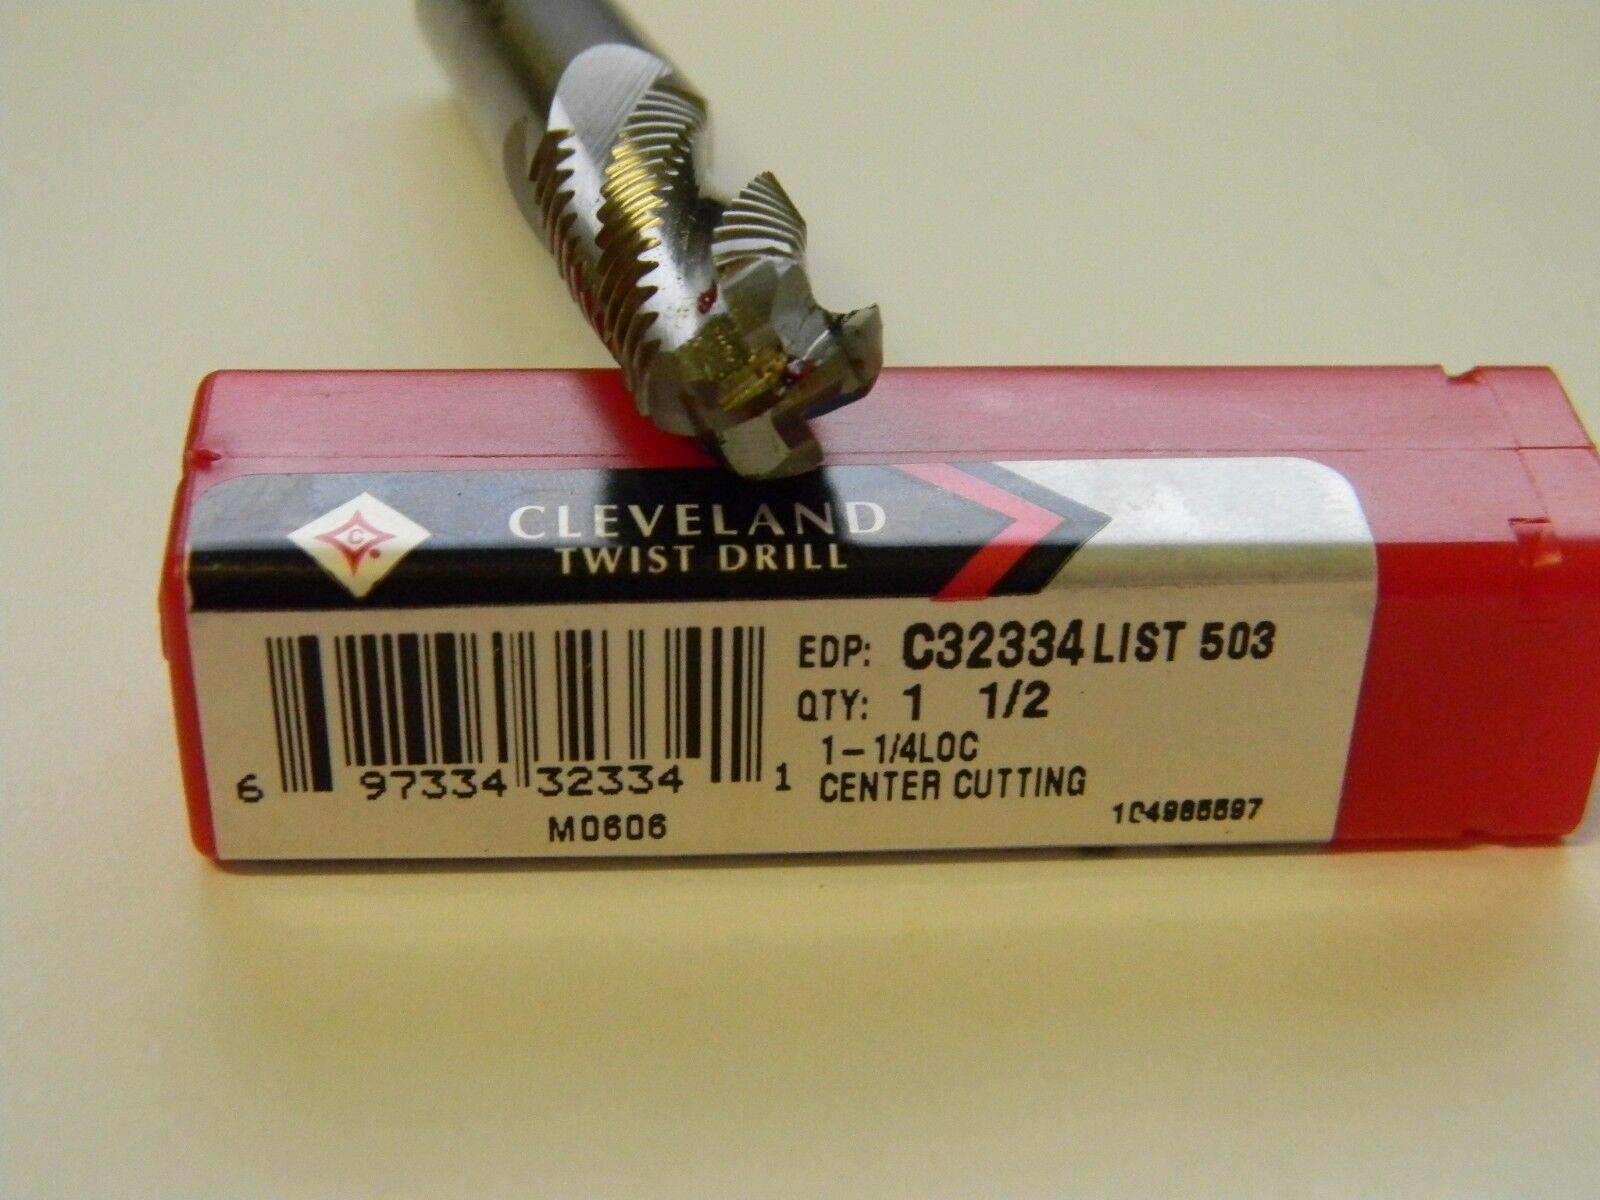 C
CLEVELAND
TWIST DRILL
EDP: C32334 LIST 503
QTY: 1 1/2
1-1/4LOC
CENTER CUTTING
6 97334 32334 1
M0606